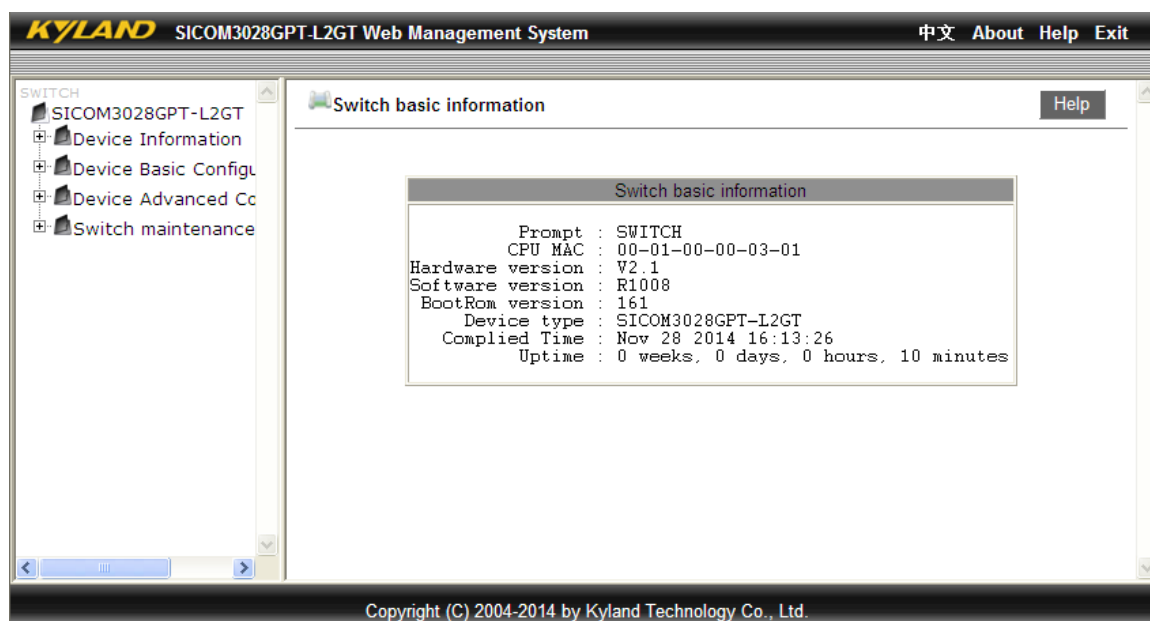 KYLAND SICOM3028GPT-L2GT Web Management System 中文 About Help Exit
SWITCH
SICOM3028GPT-L2GT
Device Information
Device Basic Configu
Device Advanced Co
Switch maintenance
Switch basic information Help
Switch basic information
Prompt : SWITCH
CPU MAC : 00-01-00-00-03-01
Hardware version : V2.1
Software version : R1008
BootRom version : 161
Device type : SICOM3028GPT-L2GT
Complied Time : Nov 28 2014 16:13:26
Uptime : 0 weeks, 0 days, 0 hours, 10 minutes
Copyright (C) 2004-2014 by Kyland Technology Co., Ltd.